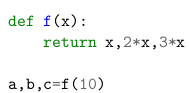 def f(x):
    return x,2*x,3*x

a,b,c=f(10)